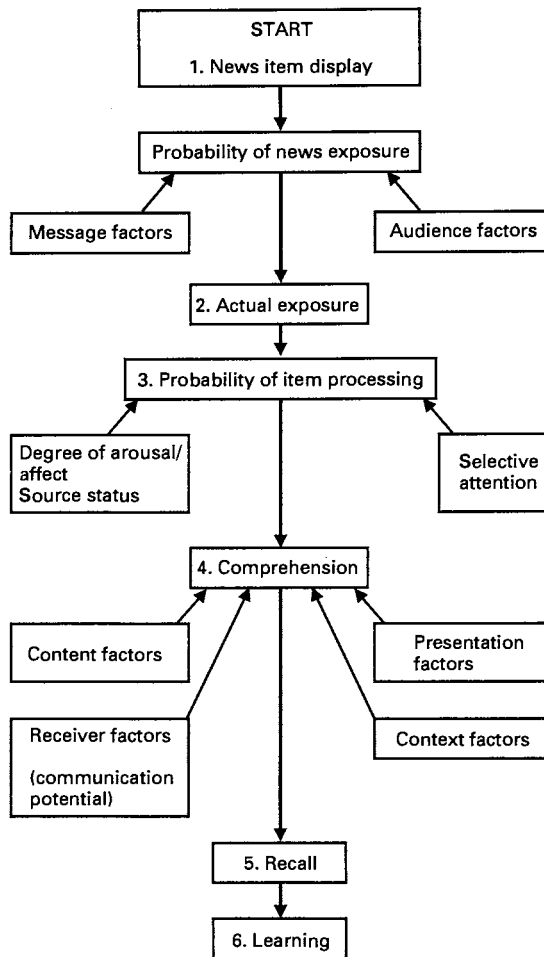 START
1. News item display
Probability of news exposure
Message factors
Audience factors
2. Actual exposure
3. Probability of item processing
Degree of arousal/
affect
Source status
Selective
attention
4. Comprehension
Content factors
Presentation
factors
Receiver factors
(communication
potential)
Context factors
5. Recall
6. Learning